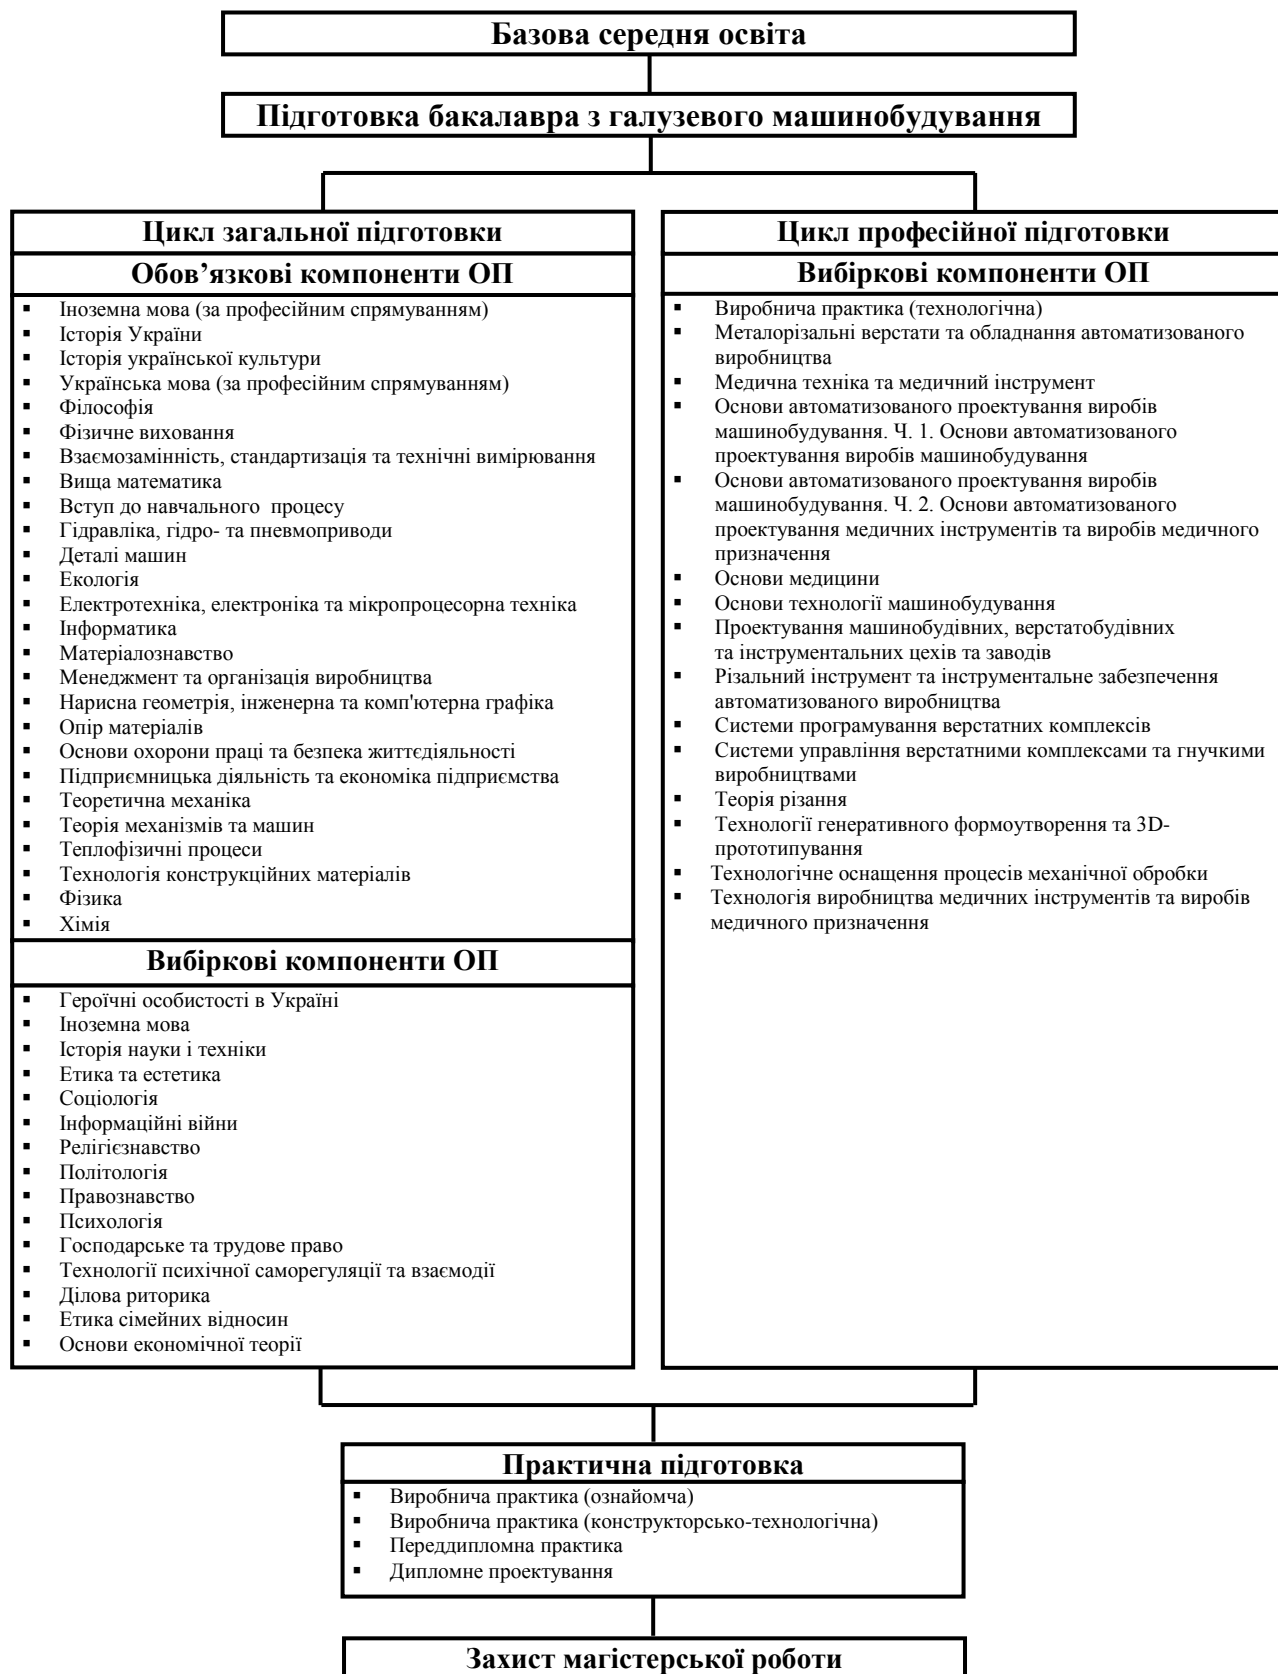 Базова середня освіта
Підготовка бакалавра з галузевого машинобудування
Цикл загальної підготовки
Обов’язкові компоненти ОП
▪ Іноземна мова (за професійним спрямуванням)
▪ Історія України
▪ Історія української культури
▪ Українська мова (за професійним спрямуванням)
▪ Філософія
▪ Фізичне виховання
▪ Взаємозамінність, стандартизація та технічні вимірювання
▪ Вища математика
▪ Вступ до навчального процесу
▪ Гідравліка, гідро- та пневмоприводи
▪ Деталі машин
▪ Екологія
▪ Електротехніка, електроніка та мікропроцесорна техніка
▪ Інформатика
▪ Матеріалознавство
▪ Менеджмент та організація виробництва
▪ Нарисна геометрія, інженерна та комп'ютерна графіка
▪ Опір матеріалів
▪ Основи охорони праці та безпека життєдіяльності
▪ Підприємницька діяльність та економіка підприємства
▪ Теоретична механіка
▪ Теорія механізмів та машин
▪ Теплофізичні процеси
▪ Технологія конструкційних матеріалів
▪ Фізика
▪ Хімія
Вибіркові компоненти ОП
▪ Героїчні особистості в Україні
▪ Іноземна мова
▪ Історія науки і техніки
▪ Етика та естетика
▪ Соціологія
▪ Інформаційні війни
▪ Релігієзнавство
▪ Політологія
▪ Правознавство
▪ Психологія
▪ Господарське та трудове право
▪ Технології психічної саморегуляції та взаємодії
▪ Ділова риторика
▪ Етика сімейних відносин
▪ Основи економічної теорії
Цикл професійної підготовки
Вибіркові компоненти ОП
▪ Виробнича практика (технологічна)
▪ Металорізальні верстати та обладнання автоматизованого
виробництва
▪ Медична техніка та медичний інструмент
▪ Основи автоматизованого проектування виробів
машинобудування. Ч. 1. Основи автоматизованого
проектування виробів машинобудування
▪ Основи автоматизованого проектування виробів
машинобудування. Ч. 2. Основи автоматизованого
проектування медичних інструментів та виробів медичного
призначення
▪ Основи медицини
▪ Основи технології машинобудування
▪ Проектування машинобудівних, верстатобудівних
та інструментальних цехів та заводів
▪ Різальний інструмент та інструментальне забезпечення
автоматизованого виробництва
▪ Системи програмування верстатних комплексів
▪ Системи управління верстатними комплексами та гнучкими
виробництвами
▪ Теорія різання
▪ Технології генеративного формоутворення та 3D-
прототипування
▪ Технологічне оснащення процесів механічної обробки
▪ Технологія виробництва медичних інструментів та виробів
медичного призначення
Практична підготовка
▪ Виробнича практика (ознайомча)
▪ Виробнича практика (конструкторсько-технологічна)
▪ Переддипломна практика
▪ Дипломне проектування
Захист магістерської роботи